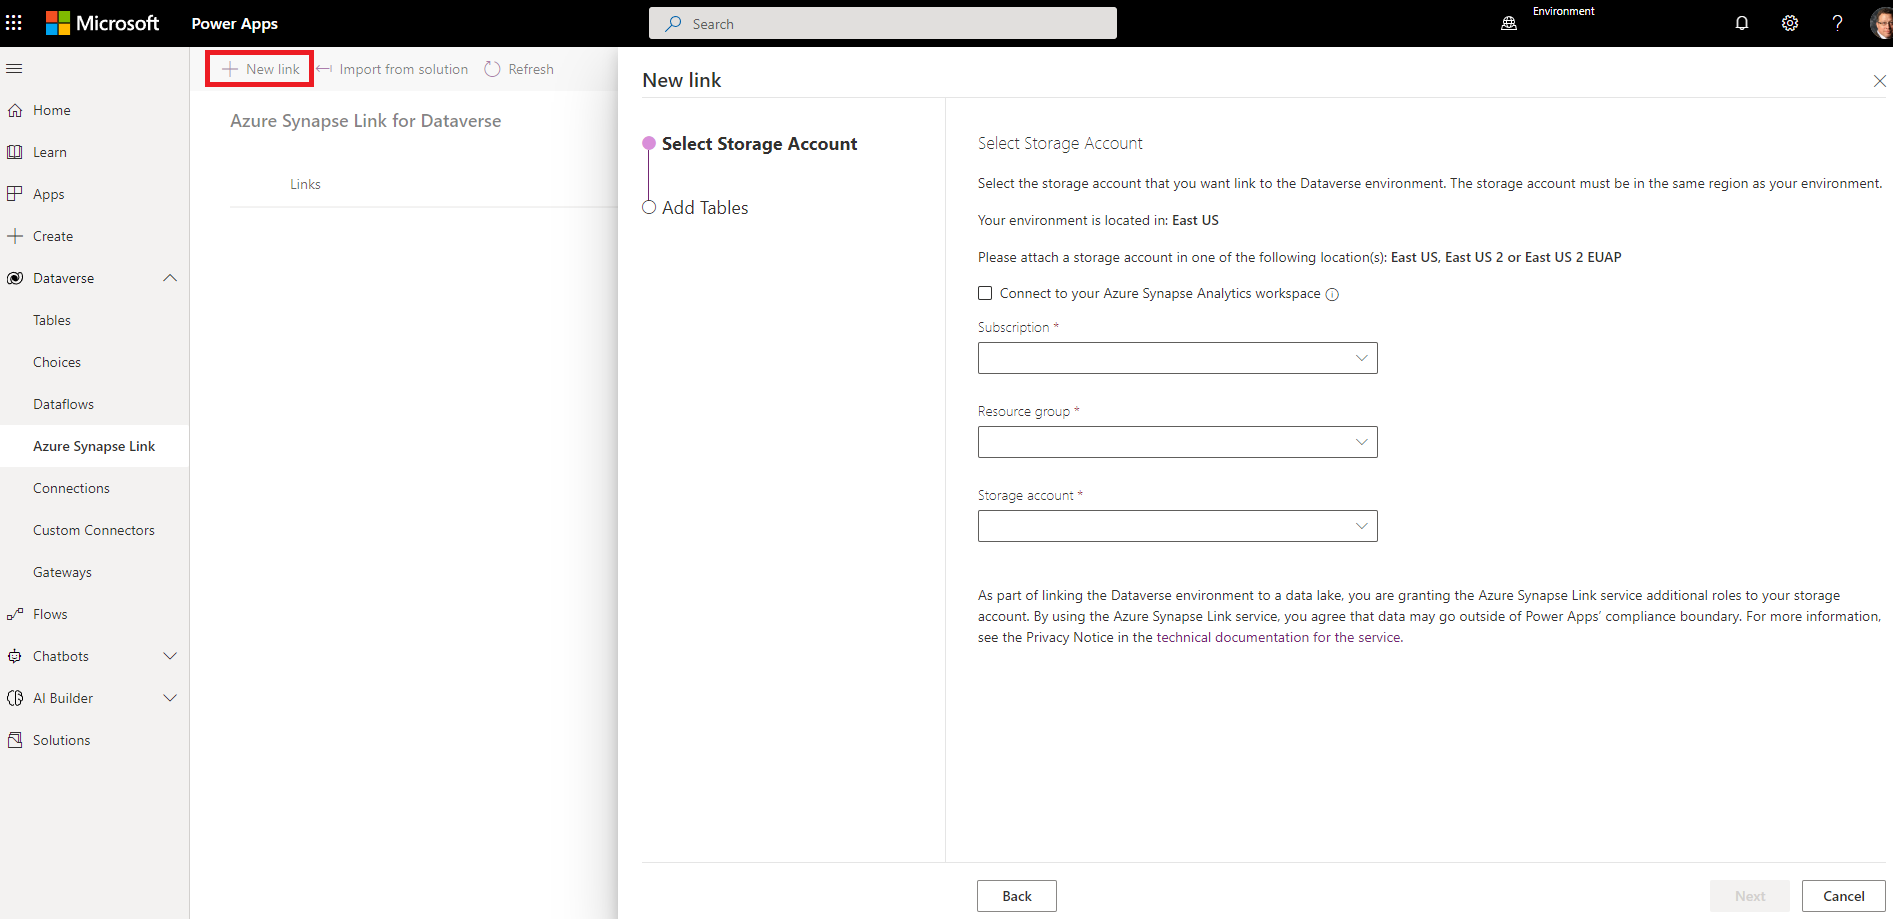 Microsoft
Power Apps
Search
Environment
New link
Import from solution
Refresh
Home
Learn
Apps
Create
Dataverse
Tables
Choices
Dataflows
Azure Synapse Link
Connections
Custom Connectors
Gateways
Flows
Chatbots
AI Builder
Solutions
Azure Synapse Link for Dataverse
Links
New link
Select Storage Account
Add Tables
Select Storage Account
Select the storage account that you want link to the Dataverse environment. The storage account must be in the same region as your environment.
Your environment is located in: East US
Please attach a storage account in one of the following location(s): East US, East US 2 or East US 2 EUAP
Connect to your Azure Synapse Analytics workspace
Subscription *
Resource group *
Storage account *
As part of linking the Dataverse environment to a data lake, you are granting the Azure Synapse Link service additional roles to your storage
account. By using the Azure Synapse Link service, you agree that data may go outside of Power Apps’ compliance boundary. For more information,
see the Privacy Notice in the technical documentation for the service.
Back
Next
Cancel